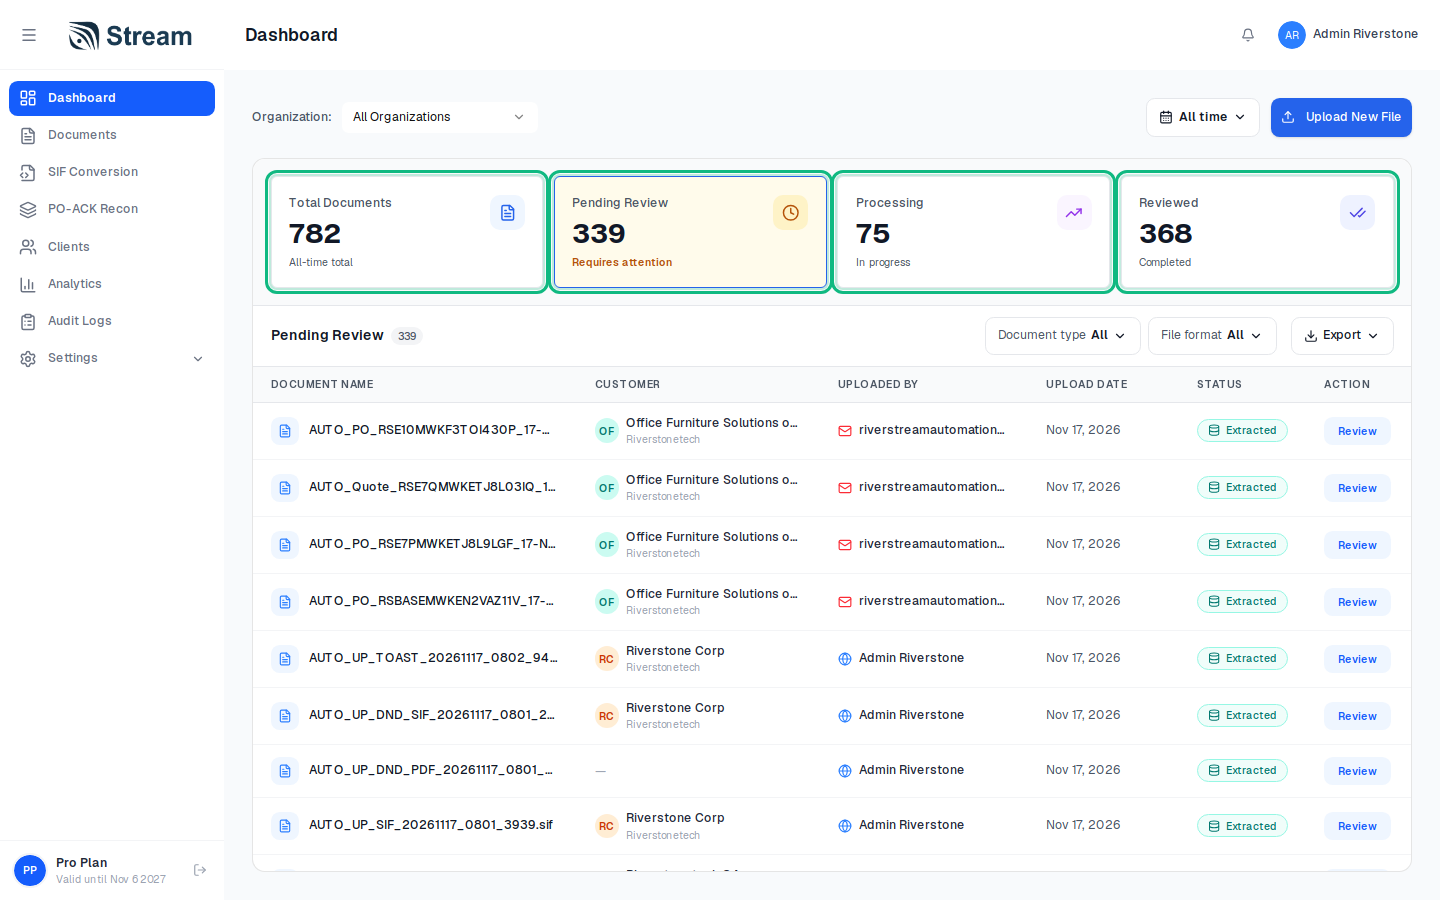 Stream
Dashboard
AR
Admin Riverstone
Dashboard
Documents
SIF Conversion
PO-ACK Recon
Clients
Analytics
Audit Logs
Settings
PP
Pro Plan
Valid until Nov 6 2027
Organization:
All Organizations
All time
Upload New File
Total Documents
782
All-time total
Pending Review
339
Requires attention
Processing
75
In progress
Reviewed
368
Completed
Pending Review 339
Document type All
File format All
Export
DOCUMENT NAME CUSTOMER UPLOADED BY UPLOAD DATE STATUS ACTION
AUTO_PO_RSE10MWKF3TOI430P_17-... OF Office Furniture Solutions o... Riverstonetech riverstreamautomation... Nov 17, 2026 Extracted Review
AUTO_Quote_RSE7QMWKETJ8L03IQ_1... OF Office Furniture Solutions o... Riverstonetech riverstreamautomation... Nov 17, 2026 Extracted Review
AUTO_PO_RSE7PMWKETJ8L9LGF_17-N... OF Office Furniture Solutions o... Riverstonetech riverstreamautomation... Nov 17, 2026 Extracted Review
AUTO_PO_RSBASEMWKEN2VAZ11V_17-... OF Office Furniture Solutions o... Riverstonetech riverstreamautomation... Nov 17, 2026 Extracted Review
AUTO_UP_TOAST_20261117_0802_94... RC Riverstone Corp Riverstonetech Admin Riverstone Nov 17, 2026 Extracted Review
AUTO_UP_DND_SIF_20261117_0801_2... RC Riverstone Corp Riverstonetech Admin Riverstone Nov 17, 2026 Extracted Review
AUTO_UP_DND_PDF_20261117_0801_... — Admin Riverstone Nov 17, 2026 Extracted Review
AUTO_UP_SIF_20261117_0801_3939.sif RC Riverstone Corp Riverstonetech Admin Riverstone Nov 17, 2026 Extracted Review